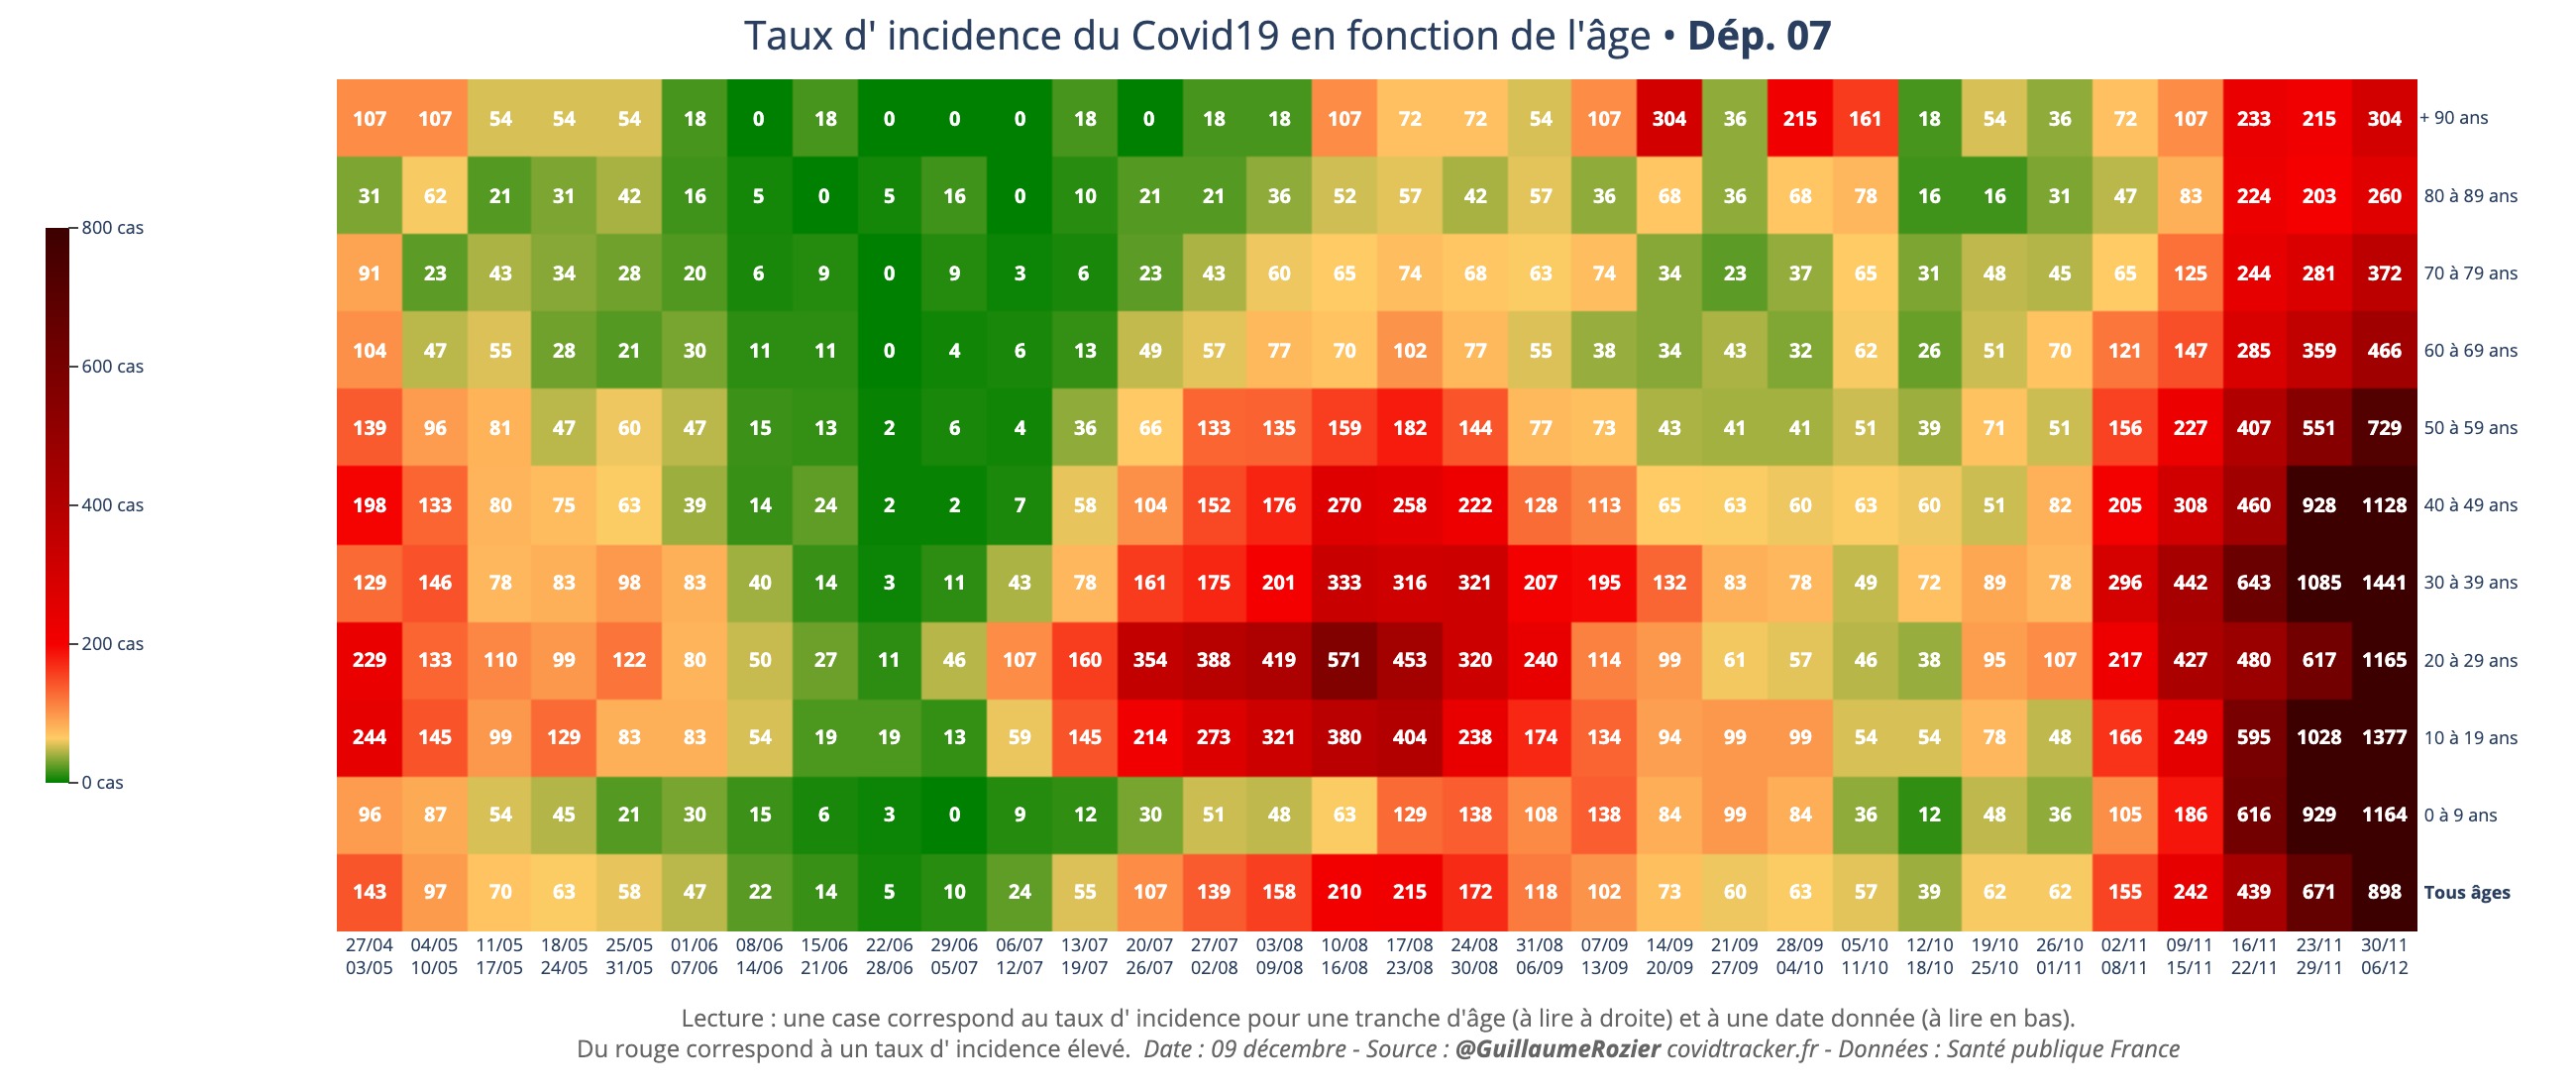 Taux d' incidence du Covid19 en fonction de l'âge • Dép. 07
800 cas
600 cas
400 cas
200 cas
0 cas
107 107 54 54 54 18 0 18 0 0 0 18 0 18 18 107 72 72 54 107 304 36 215 161 18 54 36 72 107 233 215 304 + 90 ans
31 62 21 31 42 16 5 0 5 16 0 10 21 21 36 52 57 42 57 36 68 36 68 78 16 16 31 47 83 224 203 260 80 à 89 ans
91 23 43 34 28 20 6 9 0 9 3 6 23 43 60 65 74 68 63 74 34 23 37 65 31 48 45 65 125 244 281 372 70 à 79 ans
104 47 55 28 21 30 11 11 0 4 6 13 49 57 77 70 102 77 55 38 34 43 32 62 26 51 70 121 147 285 359 466 60 à 69 ans
139 96 81 47 60 47 15 13 2 6 4 36 66 133 135 159 182 144 77 73 43 41 41 51 39 71 51 156 227 407 551 729 50 à 59 ans
198 133 80 75 63 39 14 24 2 2 7 58 104 152 176 270 258 222 128 113 65 63 60 63 60 51 82 205 308 460 928 1128 40 à 49 ans
129 146 78 83 98 83 40 14 3 11 43 78 161 175 201 333 316 321 207 195 132 83 78 49 72 89 78 296 442 643 1085 1441 30 à 39 ans
229 133 110 99 122 80 50 27 11 46 107 160 354 388 419 571 453 320 240 114 99 61 57 46 38 95 107 217 427 480 617 1165 20 à 29 ans
244 145 99 129 83 83 54 19 19 13 59 145 214 273 321 380 404 238 174 134 94 99 99 54 54 78 48 166 249 595 1028 1377 10 à 19 ans
96 87 54 45 21 30 15 6 3 0 9 12 30 51 48 63 129 138 108 138 84 99 84 36 12 48 36 105 186 616 929 1164 0 à 9 ans
143 97 70 63 58 47 22 14 5 10 24 55 107 139 158 210 215 172 118 102 73 60 63 57 39 62 62 155 242 439 671 898 Tous âges
27/04 04/05 11/05 18/05 25/05 01/06 08/06 15/06 22/06 29/06 06/07 13/07 20/07 27/07 03/08 10/08 17/08 24/08 31/08 07/09 14/09 21/09 28/09 05/10 12/10 19/10 26/10 02/11 09/11 16/11 23/11 30/11
03/05 10/05 17/05 24/05 31/05 07/06 14/06 21/06 28/06 05/07 12/07 19/07 26/07 02/08 09/08 16/08 23/08 30/08 06/09 13/09 20/09 27/09 04/10 11/10 18/10 25/10 01/11 08/11 15/11 22/11 29/11 06/12
Lecture : une case correspond au taux d' incidence pour une tranche d'âge (à lire à droite) et à une date donnée (à lire en bas).
Du rouge correspond à un taux d' incidence élevé. Date : 09 décembre - Source : @GuillaumeRozier covidtracker.fr - Données : Santé publique France